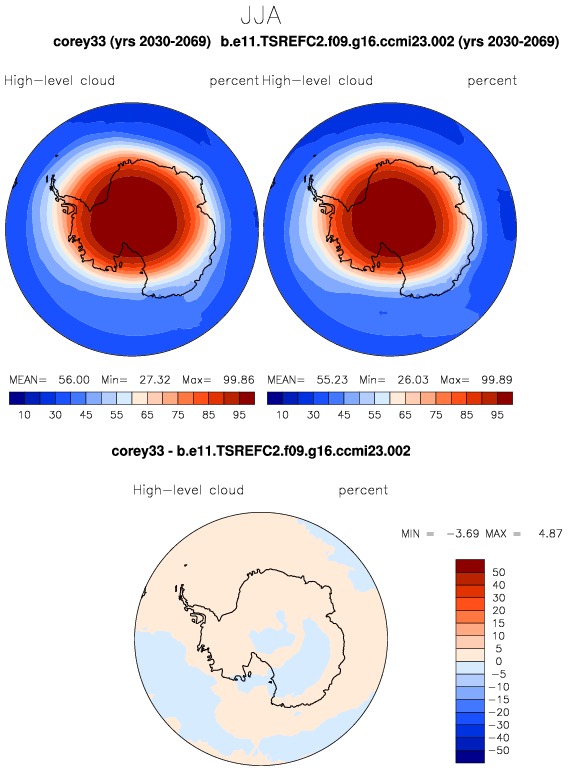 JJA
corey33 (yrs 2030-2069) b.e11.TSREFC2.f09.g16.ccmi23.002 (yrs 2030-2069)
High-level cloud percent High-level cloud percent
MEAN= 56.00 Min= 27.32 Max= 99.86 MEAN= 55.23 Min= 26.03 Max= 99.89
10 30 45 55 65 75 85 95 10 30 45 55 65 75 85 95
corey33 - b.e11.TSREFC2.f09.g16.ccmi23.002
High-level cloud percent
MIN = -3.69 MAX = 4.87
50
40
30
20
15
10
5
0
-5
-10
-15
-20
-30
-40
-50